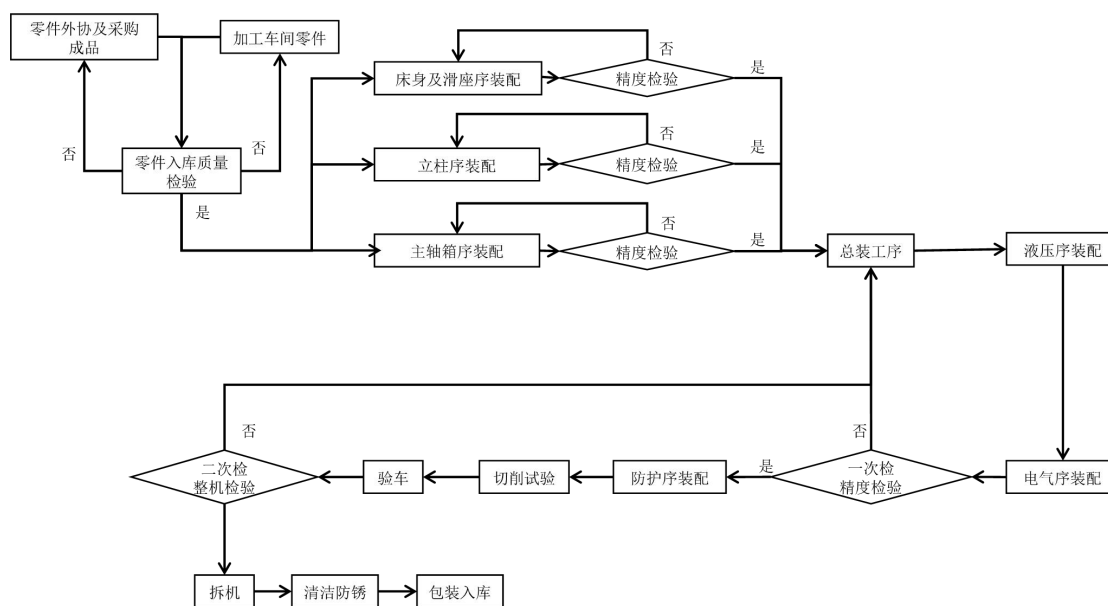 零件外协及采购
成品
加工车间零件
否
否
零件入库质量
检验
是
床身及滑座序装配
否
精度检验
是
立柱序装配
否
精度检验
是
主轴箱序装配
否
精度检验
是
总装工序
液压序装配
电气序装配
否
一次检
精度检验
是
防护序装配
切削试验
验车
否
二次检
整机检验
拆机
清洁防锈
包装入库